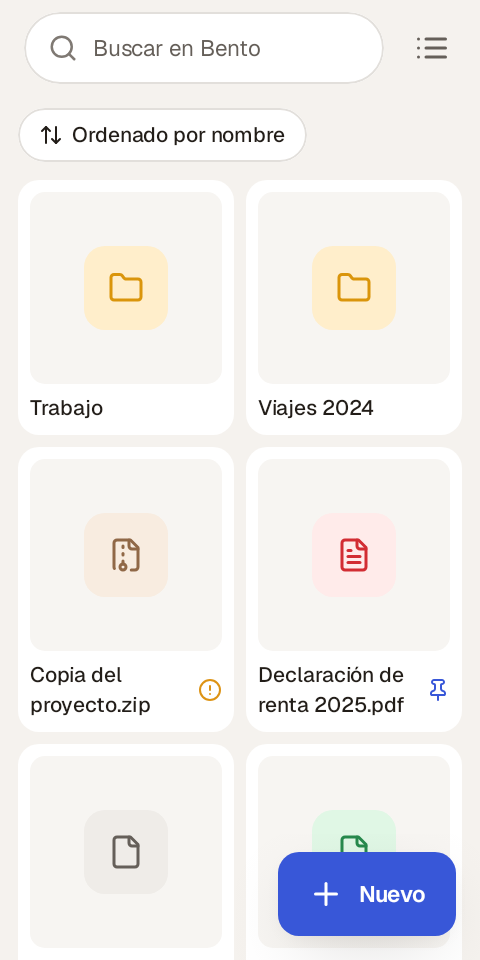 Buscar en Bento
Ordenado por nombre
Trabajo
Viajes 2024
Copia del
proyecto.zip
Declaración de
renta 2025.pdf
Nuevo